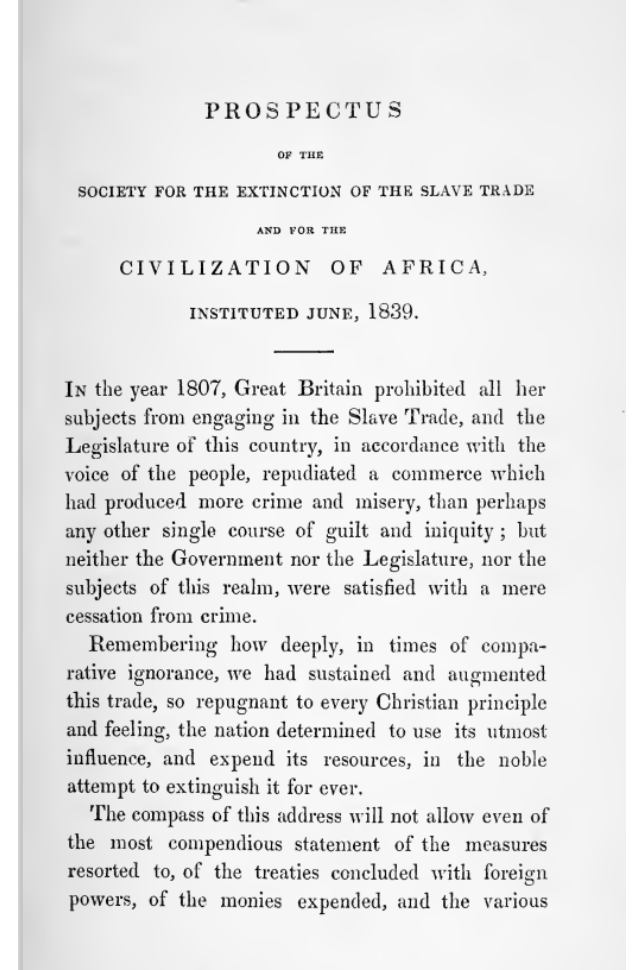 PROSPECTUS
OF THE
SOCIETY FOR THE EXTINCTION OF THE SLAVE TRADE
AND FOR THE
CIVILIZATION OF AFRICA,
INSTITUTED JUNE, 1839.
IN the year 1807, Great Britain prohibited all her
subjects from engaging in the Slave Trade, and the
Legislature of this country, in accordance with the
voice of the people, repudiated a commerce which
had produced more crime and misery, than perhaps
any other single course of guilt and iniquity ; but
neither the Government nor the Legislature, nor the
subjects of this realm, were satisfied with a mere
cessation from crime.
Remembering how deeply, in times of compa-
rative ignorance, we had sustained and augmented
this trade, so repugnant to every Christian principle
and feeling, the nation determined to use its utmost
influence, and expend its resources, in the noble
attempt to extinguish it for ever.
The compass of this address will not allow even of
the most compendious statement of the measures
resorted to, of the treaties concluded with foreign
powers, of the monies expended, and the various